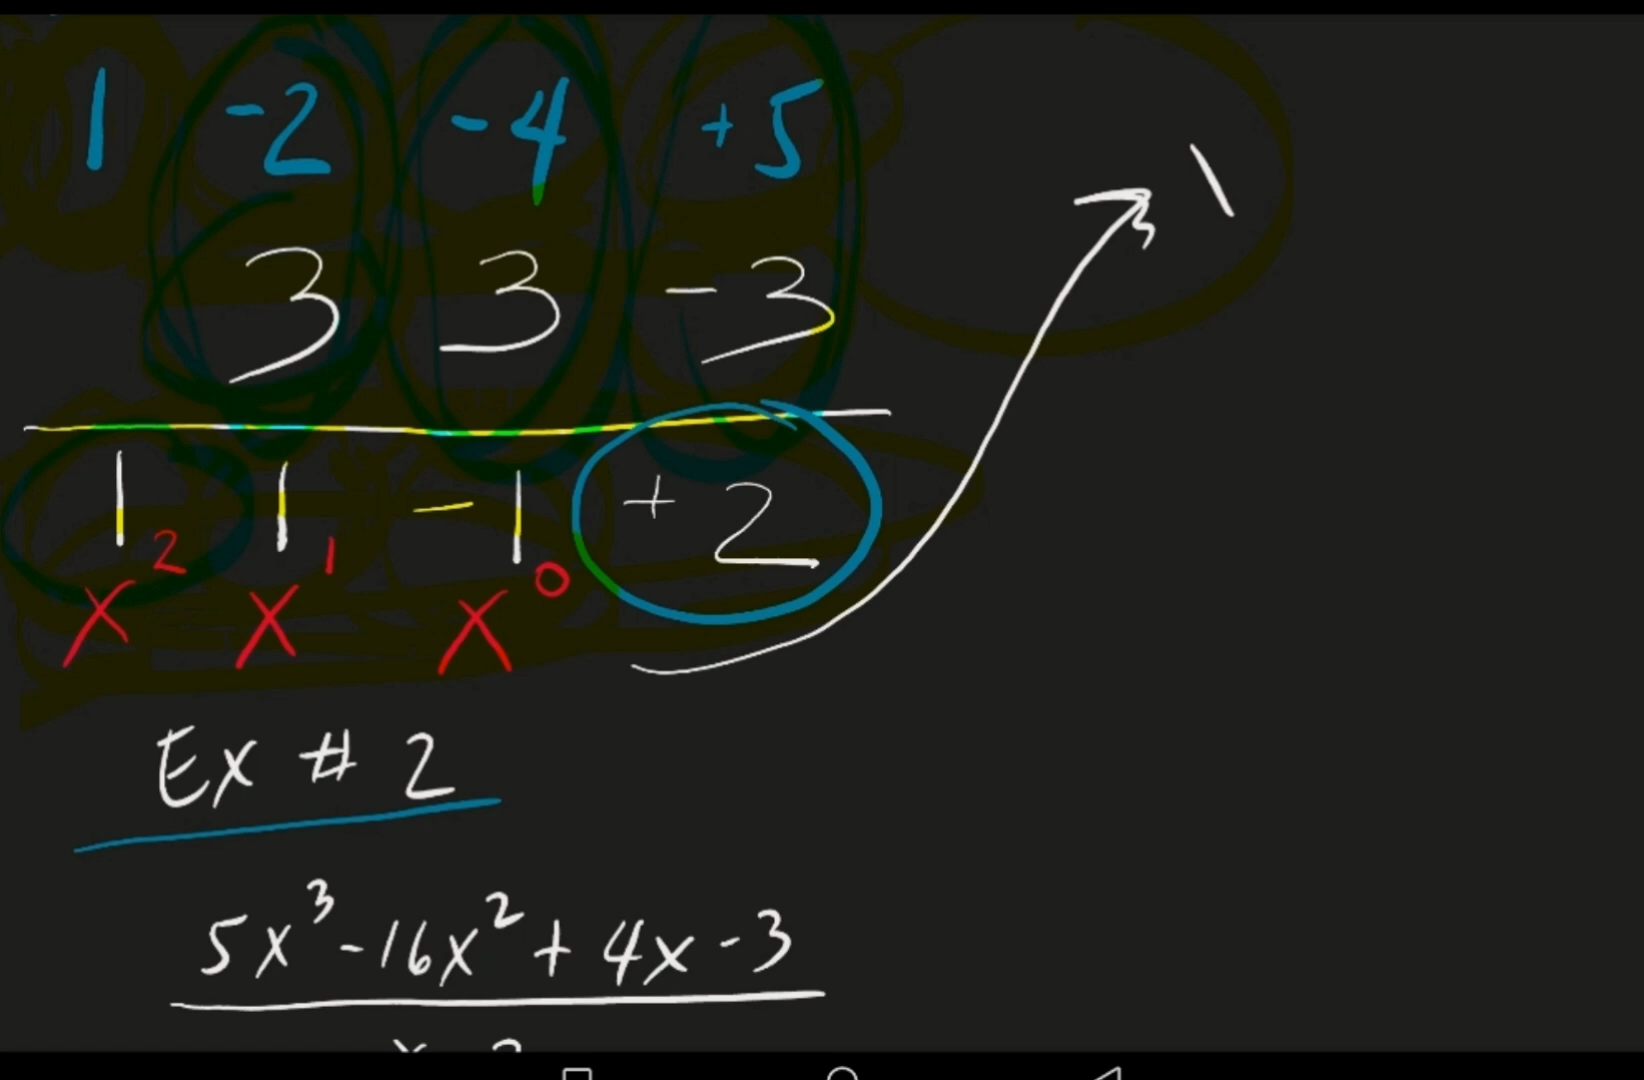 1 -2 -4 +5
3 3 -3
1 1 -1 +2
x² x¹ x⁰
Ex # 2
5x³-16x²+4x-3